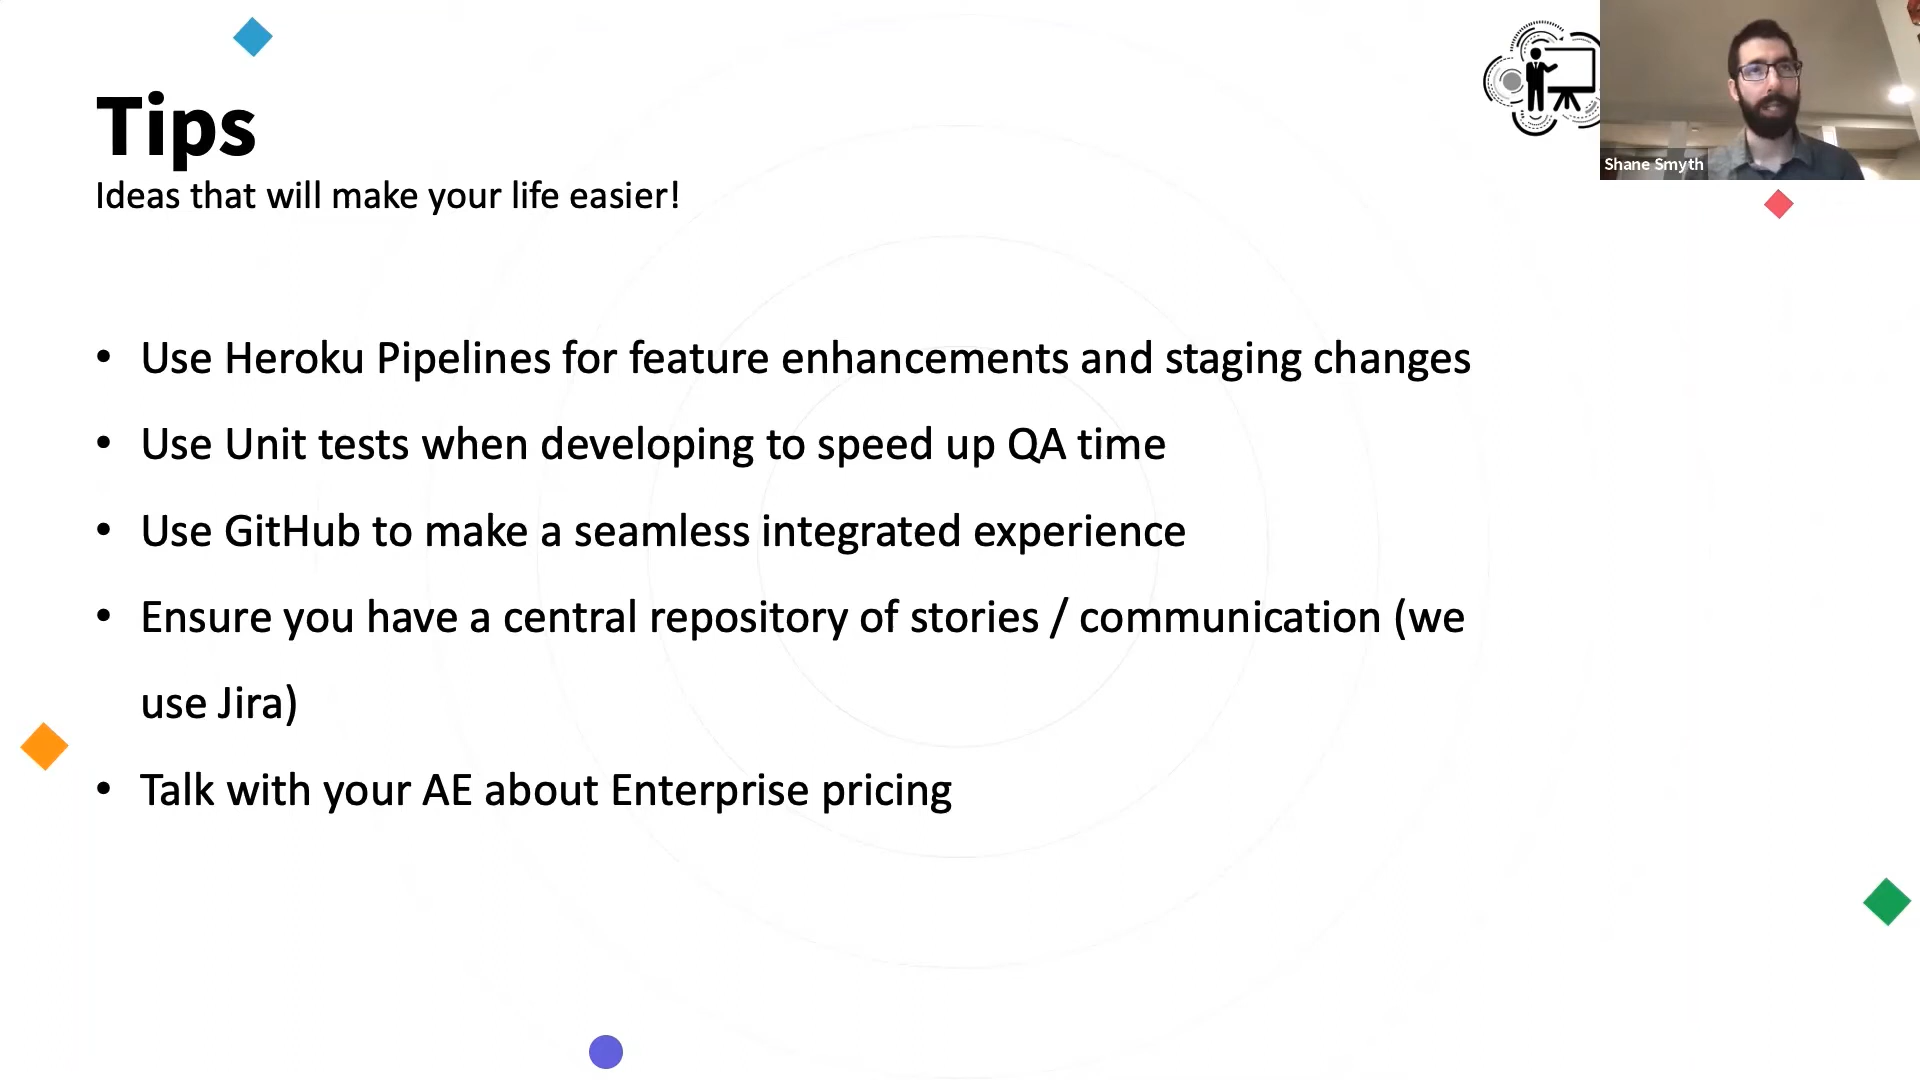 Tips
Ideas that will make your life easier!
Shane Smyth
• Use Heroku Pipelines for feature enhancements and staging changes
• Use Unit tests when developing to speed up QA time
• Use GitHub to make a seamless integrated experience
• Ensure you have a central repository of stories / communication (we
use Jira)
• Talk with your AE about Enterprise pricing